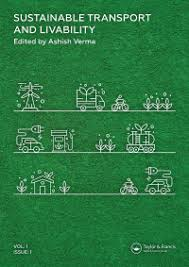 SUSTAINABLE TRANSPORT
AND LIVABILITY
Edited by Ashish Verma
VOL: 1
ISSUE: 1
Taylor & Francis